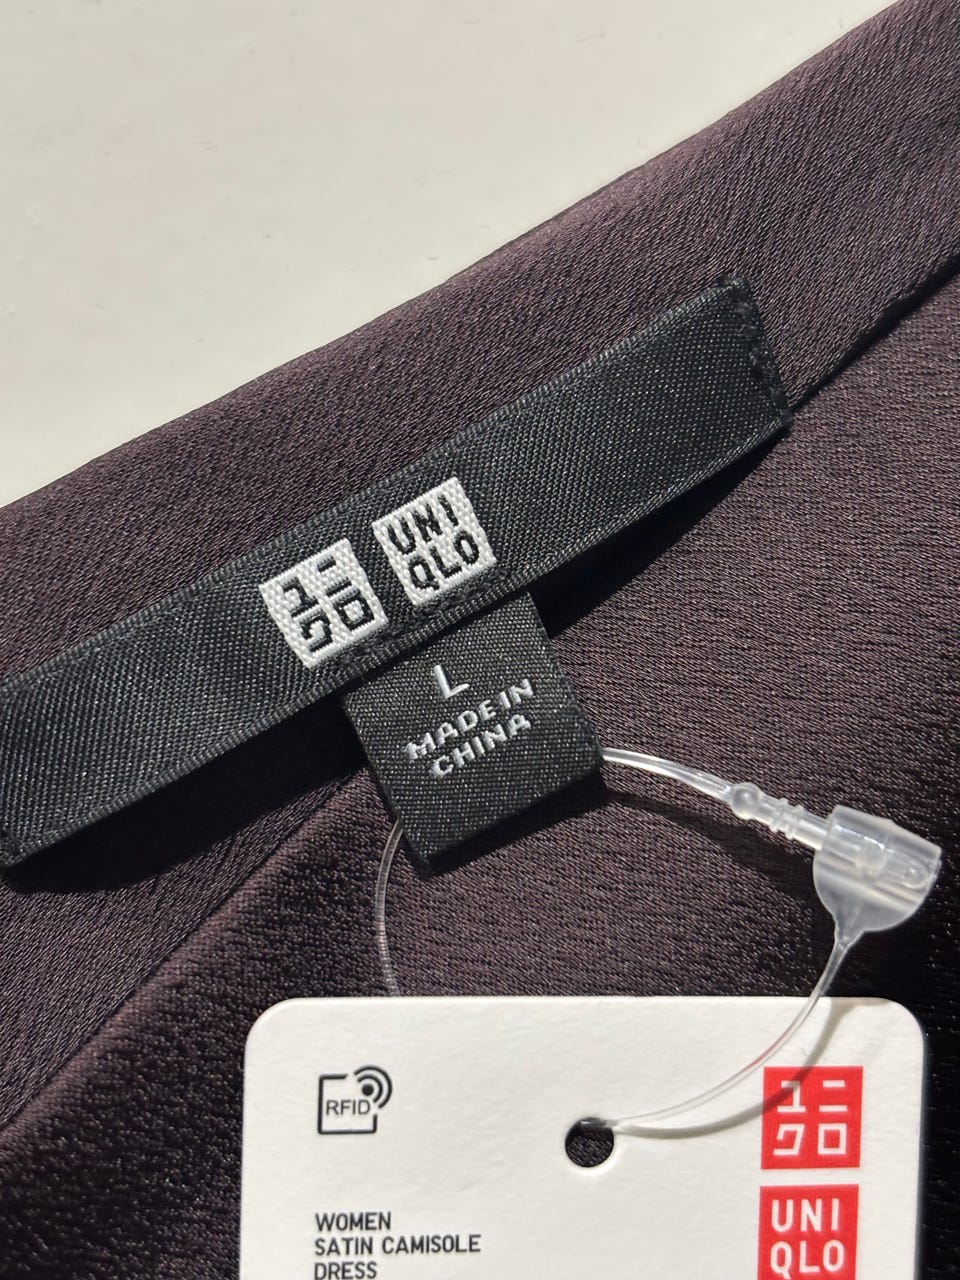 ユニ
クロ
UNI
QLO
L
MADE IN
CHINA
RFID
ユニ
クロ
UNI
QLO
WOMEN
SATIN CAMISOLE
DRESS